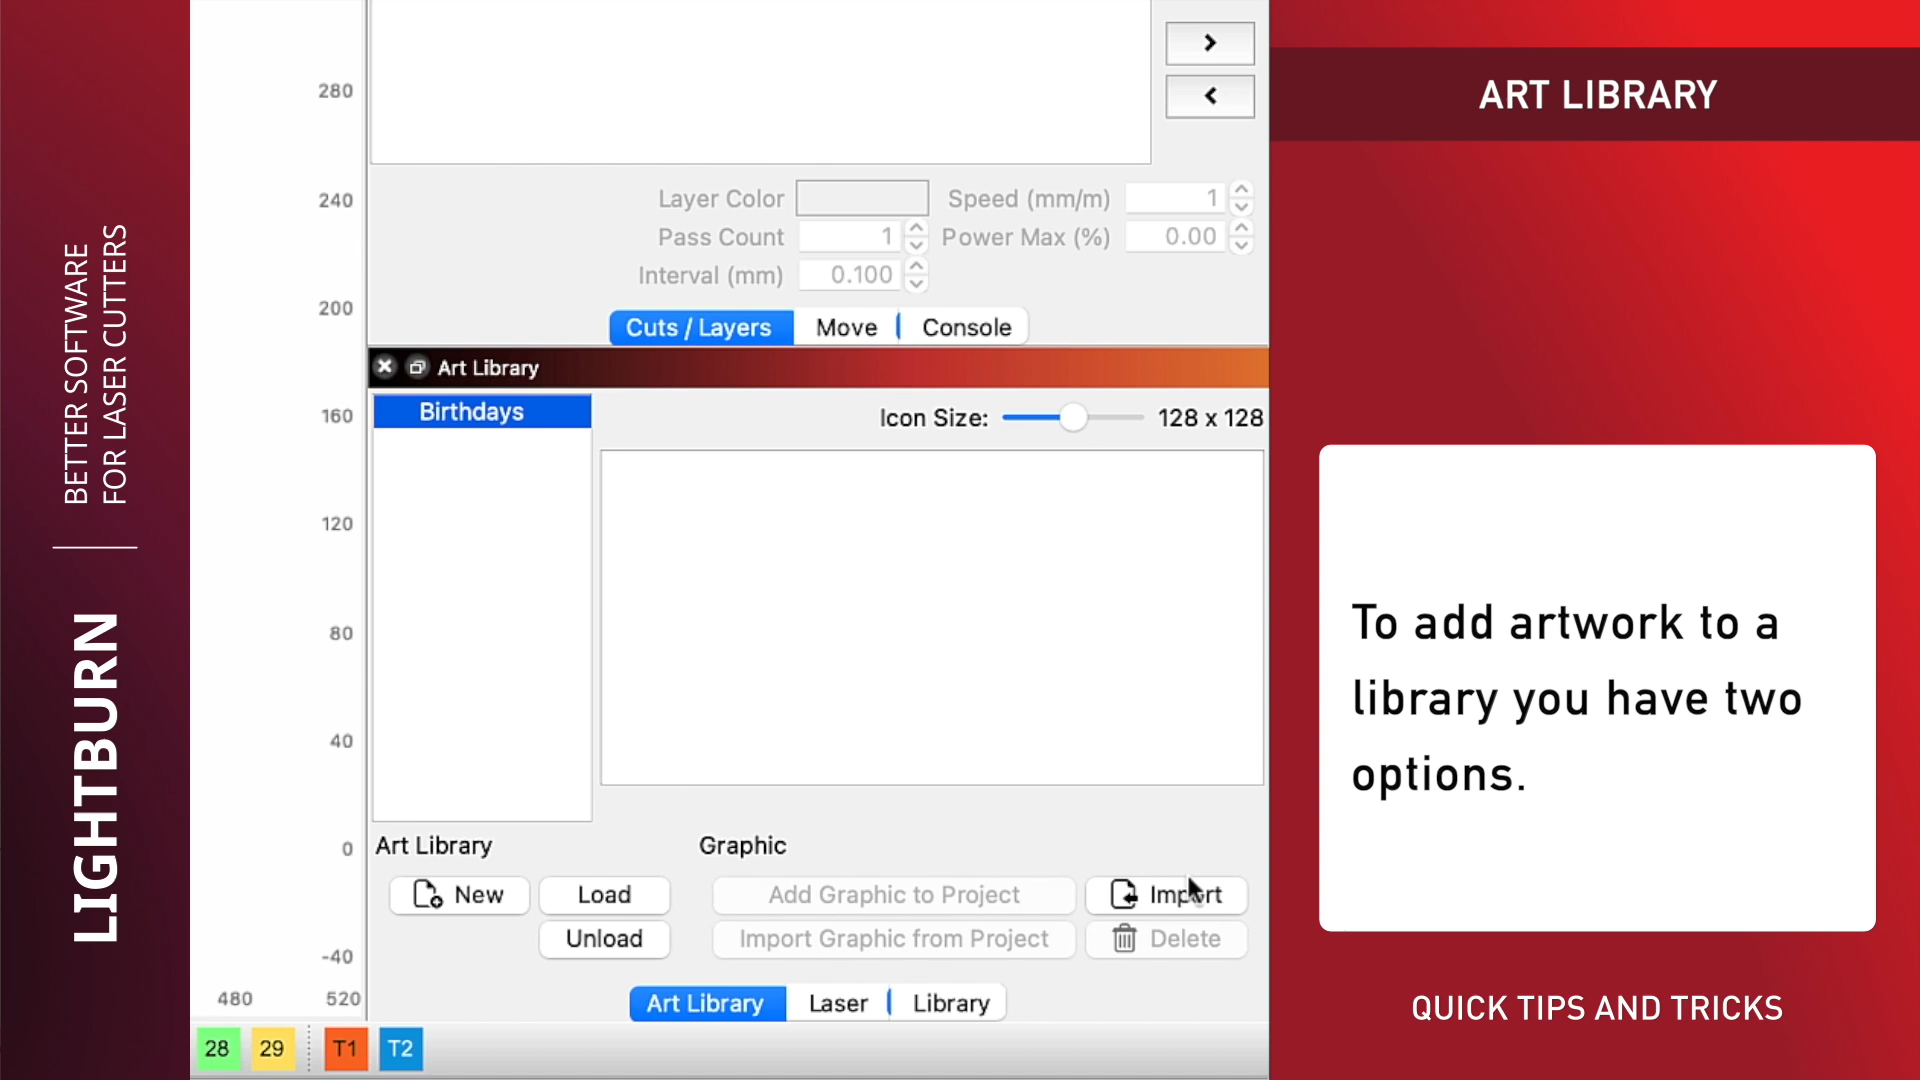 BETTER SOFTWARE
FOR LASER CUTTERS
LIGHTBURN
280
240
200
160
120
80
40
0
-40
480
520
>
<
Layer Color
Speed (mm/m)
1
Pass Count
1
Power Max (%)
0.00
Interval (mm)
0.100
Cuts / Layers
Move
Console
Art Library
Birthdays
Icon Size:
128 x 128
Art Library
Graphic
New
Load
Add Graphic to Project
Import
Unload
Import Graphic from Project
Delete
Art Library
Laser
Library
28
29
T1
T2
ART LIBRARY
To add artwork to a
library you have two
options.
QUICK TIPS AND TRICKS